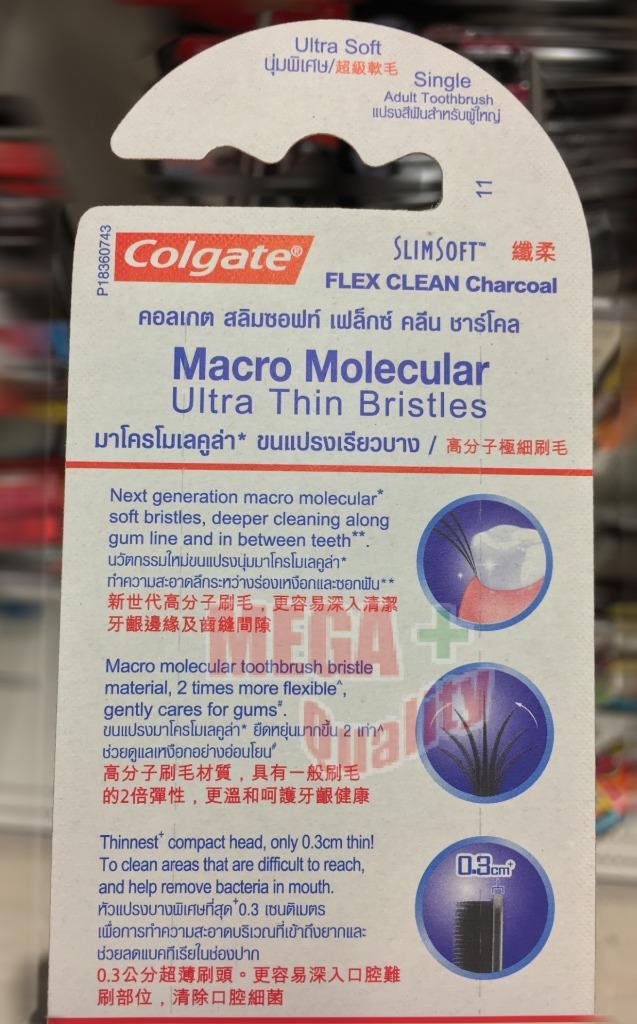 Ultra Soft
นุ่มพิเศษ/超級軟毛
Single
Adult Toothbrush
แปรงสีฟันสำหรับผู้ใหญ่
11
P18360743
Colgate®
SLIMSOFT™ 纖柔
FLEX CLEAN Charcoal
คอลเกต สลิมซอฟท์ เฟล็กซ์ คลีน ชาร์โคล
Macro Molecular
Ultra Thin Bristles
มาโครโมเลคูล่า* ขนแปรงเรียวบาง / 高分子極細刷毛
Next generation macro molecular*
soft bristles, deeper cleaning along
gum line and in between teeth**.
นวัตกรรมใหม่ขนแปรงนุ่มมาโครโมเลคูล่า*
ทำความสะอาดลึกระหว่างร่องเหงือกและซอกฟัน**
新世代高分子刷毛，更容易深入清潔
牙齦邊緣及齒縫間隙
MEGA +
Quality
Macro molecular toothbrush bristle
material, 2 times more flexible^,
gently cares for gums#.
ขนแปรงมาโครโมเลคูล่า* ยืดหยุ่นมากขึ้น 2 เท่า^
ช่วยดูแลเหงือกอย่างอ่อนโยน#
高分子刷毛材質，具有一般刷毛
的2倍彈性，更溫和呵護牙齦健康
Thinnest+ compact head, only 0.3cm thin!
To clean areas that are difficult to reach,
and help remove bacteria in mouth.
หัวแปรงบางพิเศษที่สุด+0.3 เซนติเมตร
เพื่อการทำความสะอาดบริเวณที่เข้าถึงยากและ
ช่วยลดแบคทีเรียในช่องปาก
0.3公分超薄刷頭。更容易深入口腔難
刷部位，清除口腔細菌
0.3cm+